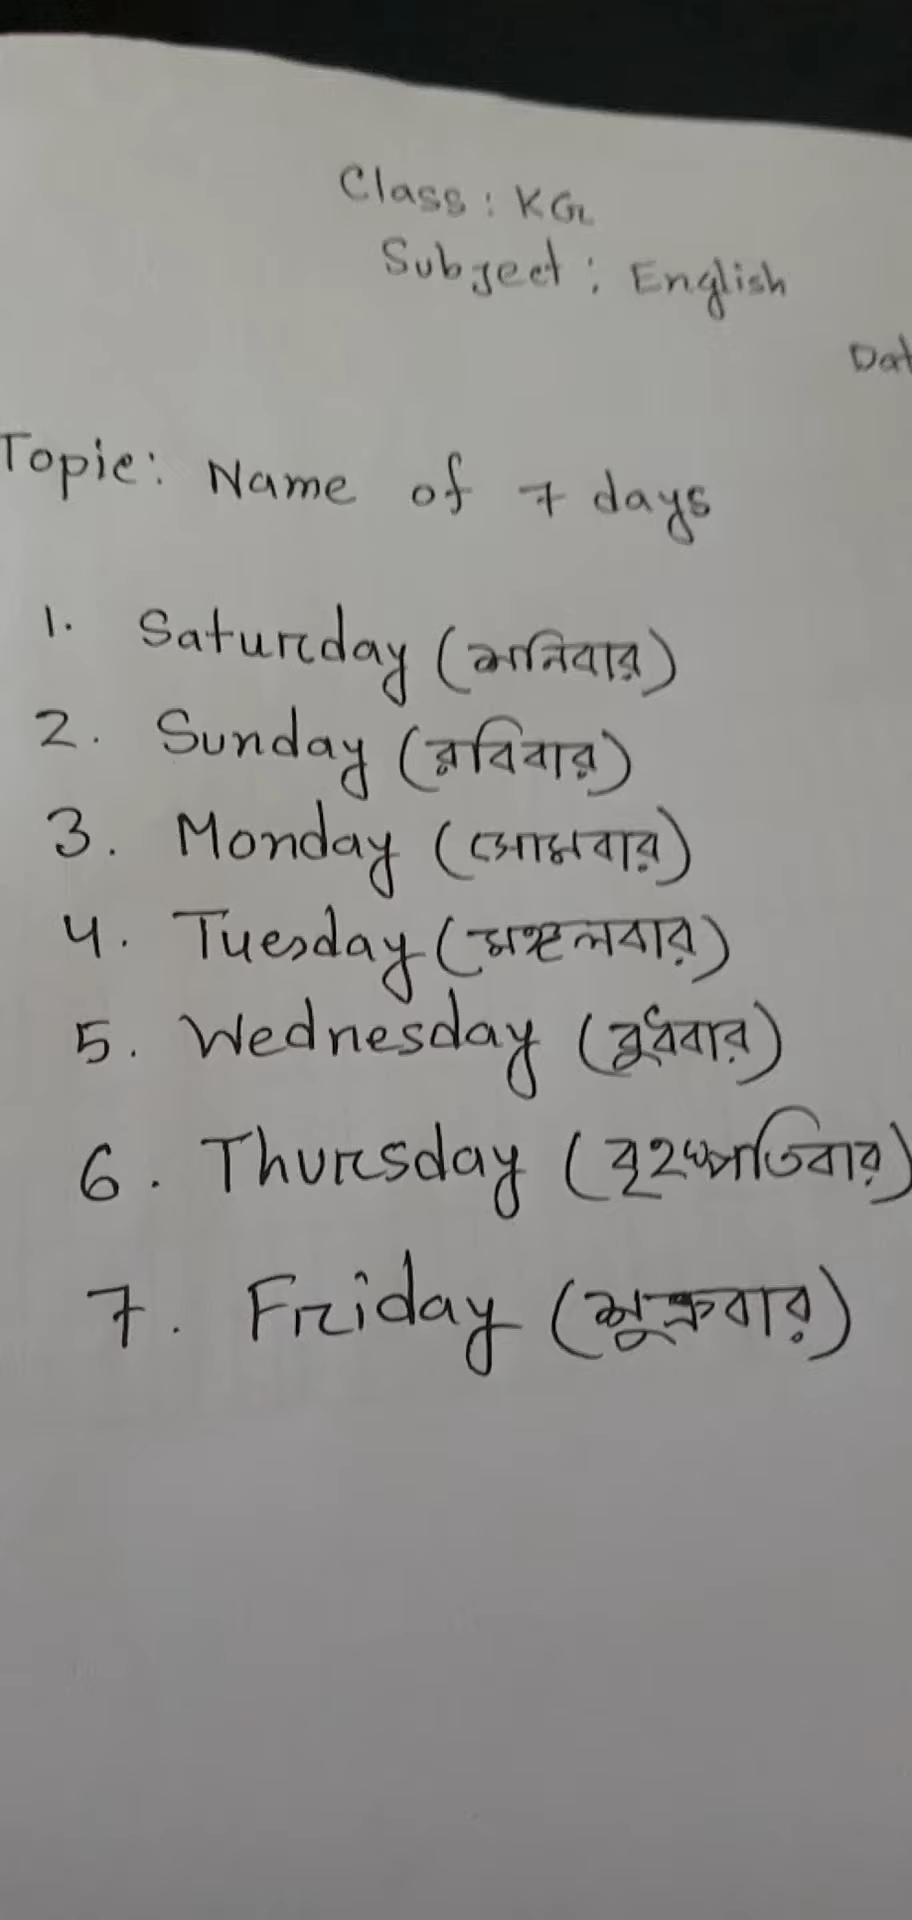 Class: KG
Subject: English
Topic: Name of 7 days
1. Saturday (শনিবার)
2. Sunday (রবিবার)
3. Monday (সোমবার)
4. Tuesday (মঙ্গলবার)
5. Wednesday (বুধবার)
6. Thursday (বৃহস্পতিবার)
7. Friday (শুক্রবার)